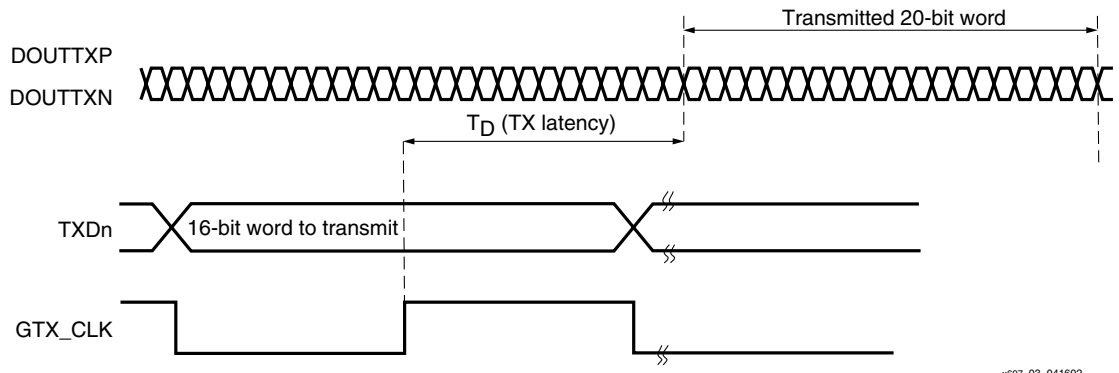 Transmitted 20-bit word
DOUTTXP
DOUTTXN
TD (TX latency)
TXDn
16-bit word to transmit
GTX_CLK